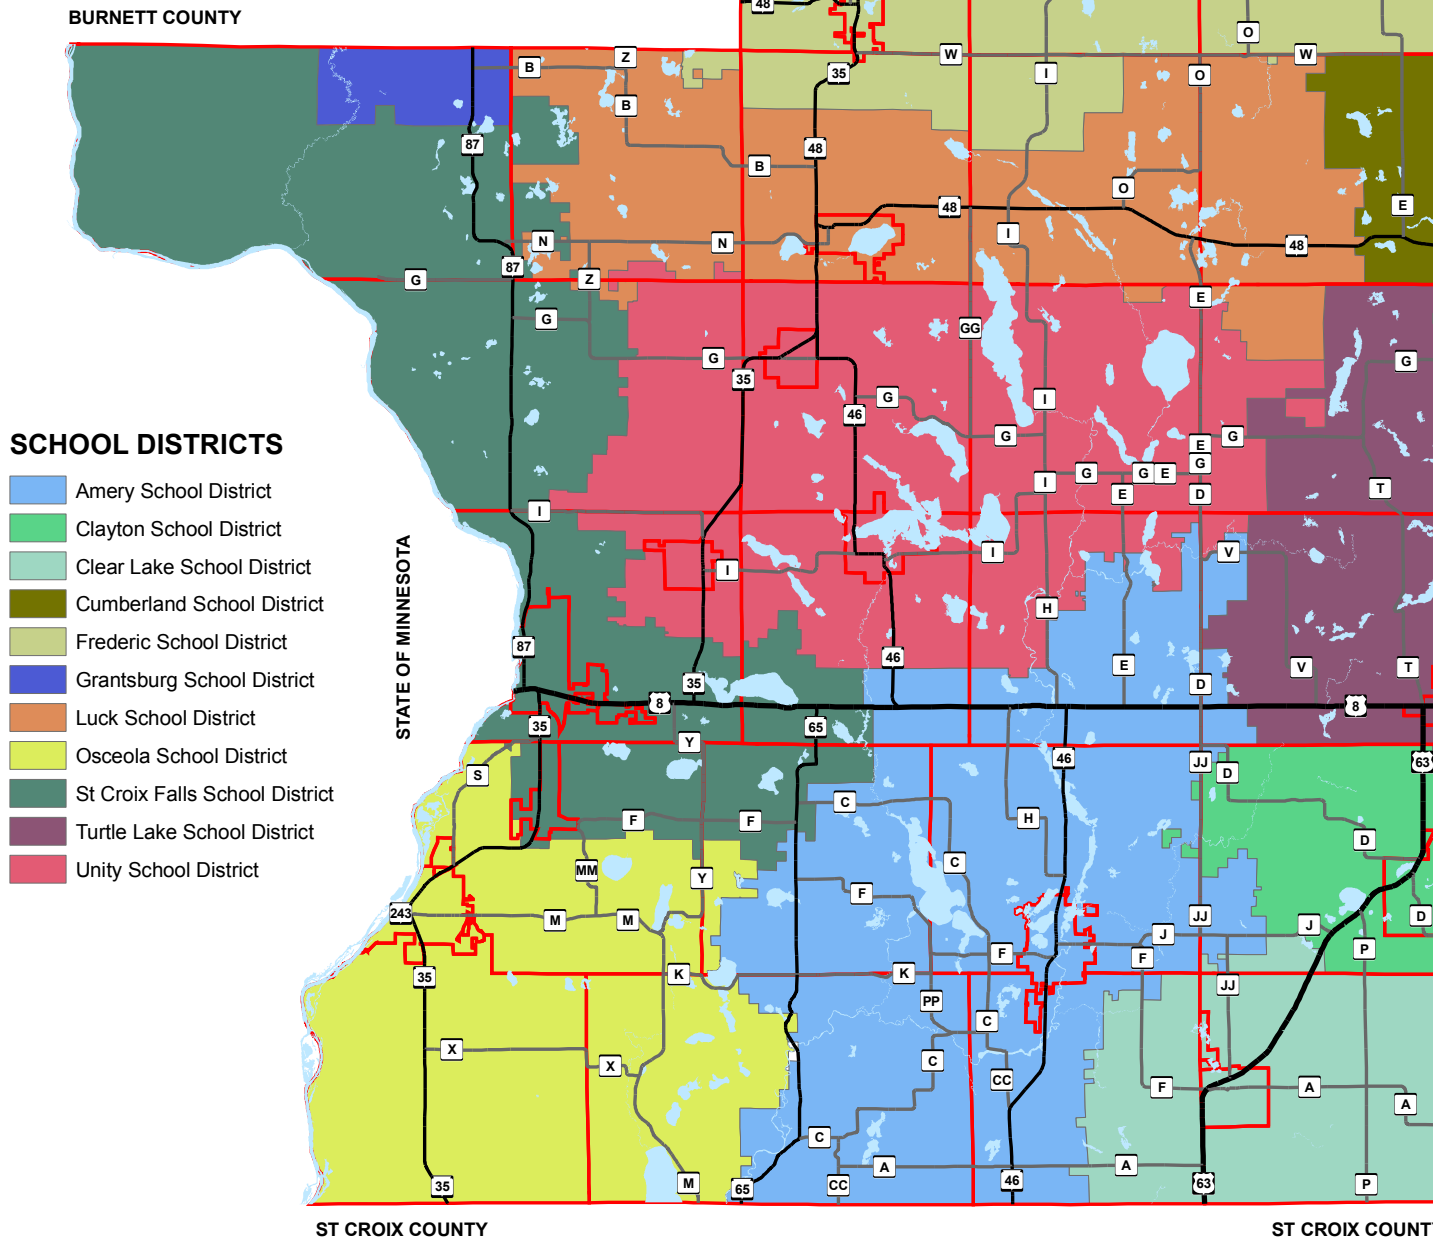 BURNETT COUNTY
48
O
Z
W
W
B
35
I
O
B
87
48
B
O
E
48
I
N
N
48
87
G
Z
E
G
GG
G
G
35
I
G
46
G
G
E
G
SCHOOL DISTRICTS
G
G
E
I
T
Amery School District
E
D
I
Clayton School District
STATE OF MINNESOTA
V
I
Clear Lake School District
I
Cumberland School District
H
Frederic School District
87
46
E
V
T
Grantsburg School District
35
D
8
8
Luck School District
35
65
Y
Osceola School District
46
JJ
63
S
D
St Croix Falls School District
C
F
F
H
Turtle Lake School District
D
C
Unity School District
MM
Y
F
243
M
M
JJ
D
J
J
F
F
P
35
K
K
JJ
PP
C
X
C
X
CC
F
A
A
C
A
A
35
M
65
CC
46
63
P
ST CROIX COUNTY
ST CROIX COUNT